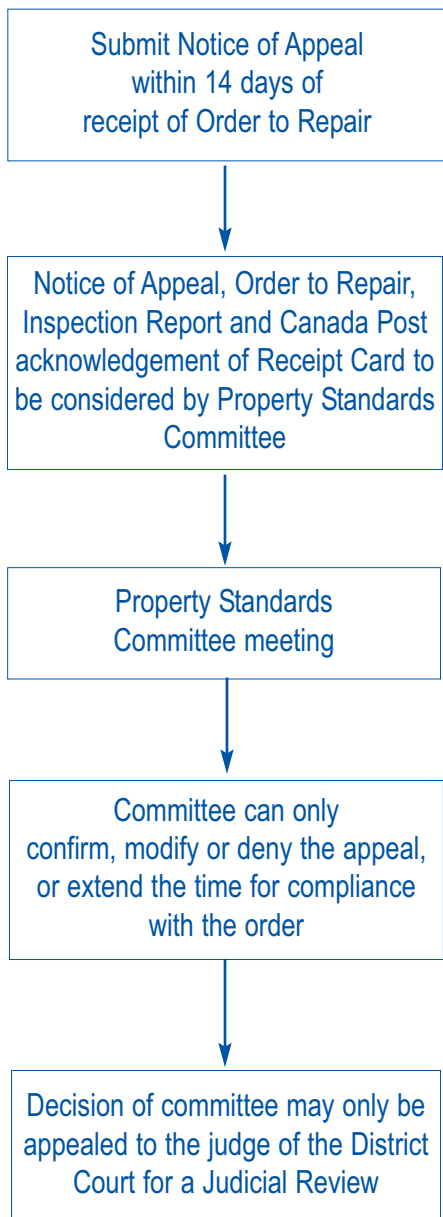 Submit Notice of Appeal
within 14 days of
receipt of Order to Repair
Notice of Appeal, Order to Repair,
Inspection Report and Canada Post
acknowledgement of Receipt Card to
be considered by Property Standards
Committee
Property Standards
Committee meeting
Committee can only
confirm, modify or deny the appeal,
or extend the time for compliance
with the order
Decision of committee may only be
appealed to the judge of the District
Court for a Judicial Review